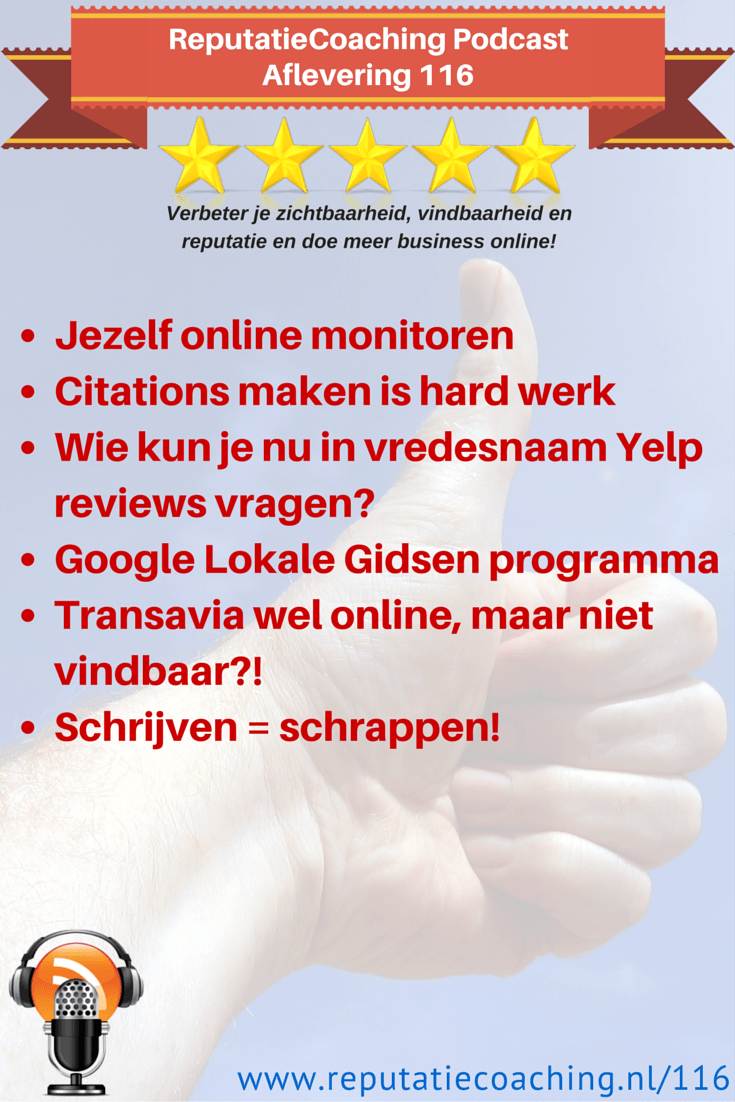 ReputatieCoaching Podcast
Aflevering 116
Verbeter je zichtbaarheid, vindbaarheid en
reputatie en doe meer business online!
• Jezelf online monitoren
• Citations maken is hard werk
• Wie kun je nu in vredesnaam Yelp
reviews vragen?
• Google Lokale Gidsen programma
• Transavia wel online, maar niet
vindbaar?!
• Schrijven = schrappen!
www.reputatiecoaching.nl/116